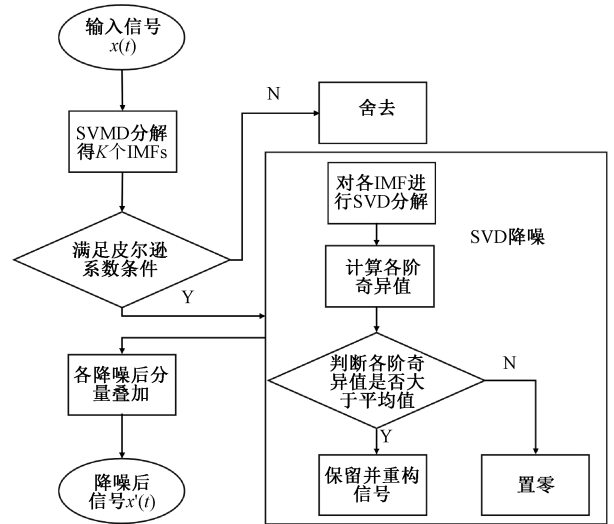 输入信号
x(t)
SVMD分解
得K个IMFs
满足皮尔逊
系数条件
N
舍去
Y
对各IMF进
行SVD分解
SVD降噪
计算各阶
奇异值
判断各阶奇
异值是否大
于平均值
N
Y
保留并重构
信号
置零
各降噪后分
量叠加
降噪后
信号x'(t)